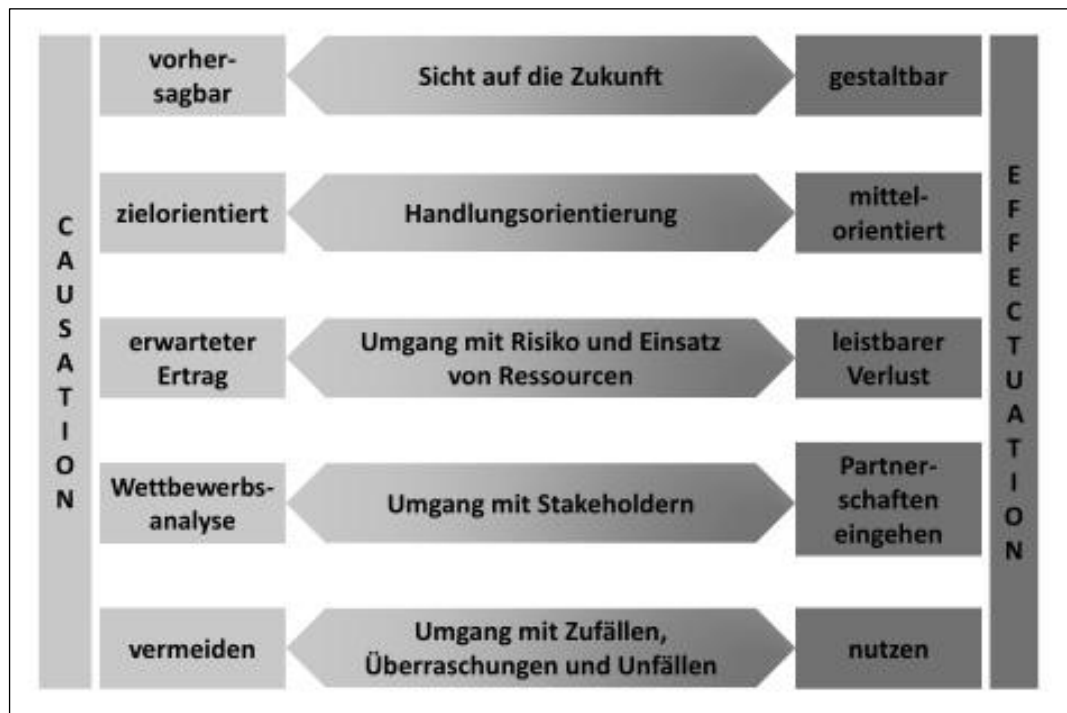 CAUSATION
vorher-
sagbar
Sicht auf die Zukunft
gestaltbar
zielorientiert
Handlungsorientierung
mittel-
orientiert
erwarteter
Ertrag
Umgang mit Risiko und Einsatz
von Ressourcen
leistbarer
Verlust
Wettbewerbs-
analyse
Umgang mit Stakeholdern
Partner-
schaften
eingehen
vermeiden
Umgang mit Zufällen,
Überraschungen und Unfällen
nutzen
EFFECTUATION